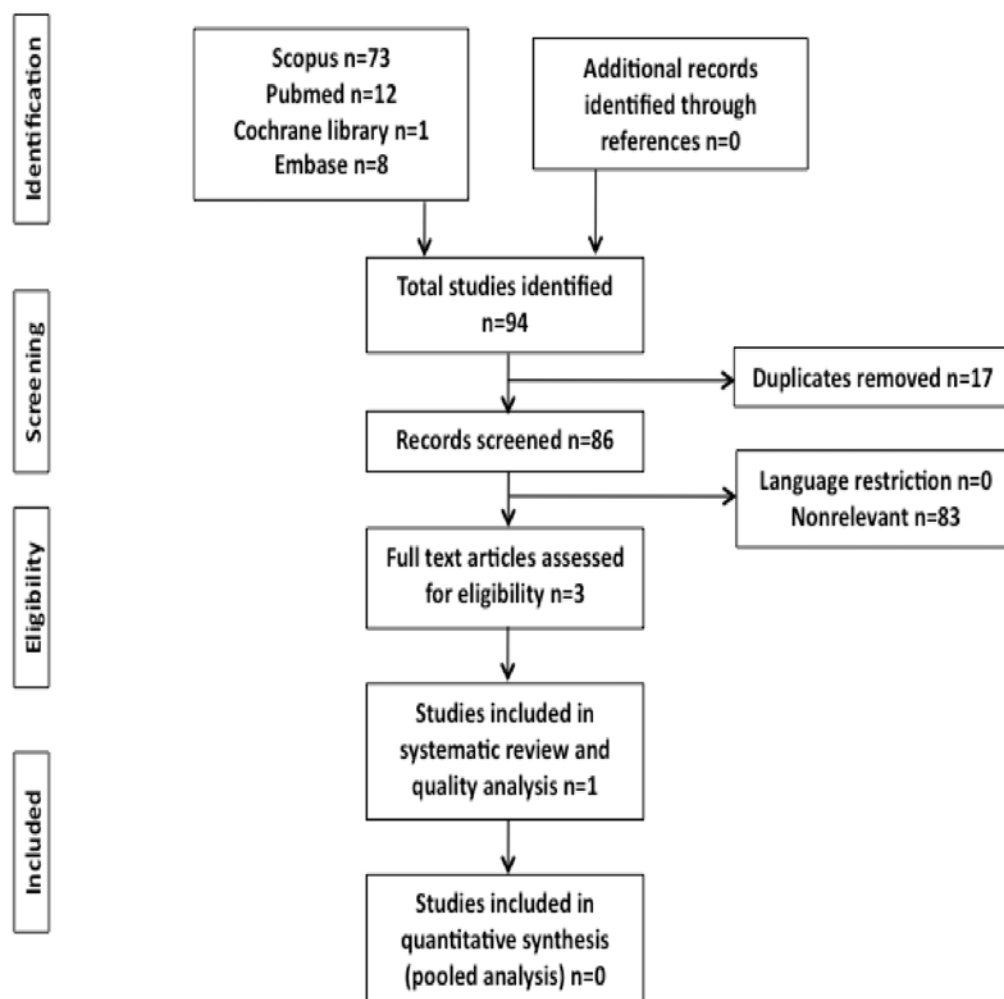 Identification
Scopus n=73
Pubmed n=12
Cochrane library n=1
Embase n=8
Additional records
identified through
references n=0
Screening
Total studies identified
n=94
Duplicates removed n=17
Records screened n=86
Language restriction n=0
Nonrelevant n=83
Eligibility
Full text articles assessed
for eligibility n=3
Studies included in
systematic review and
quality analysis n=1
Included
Studies included in
quantitative synthesis
(pooled analysis) n=0